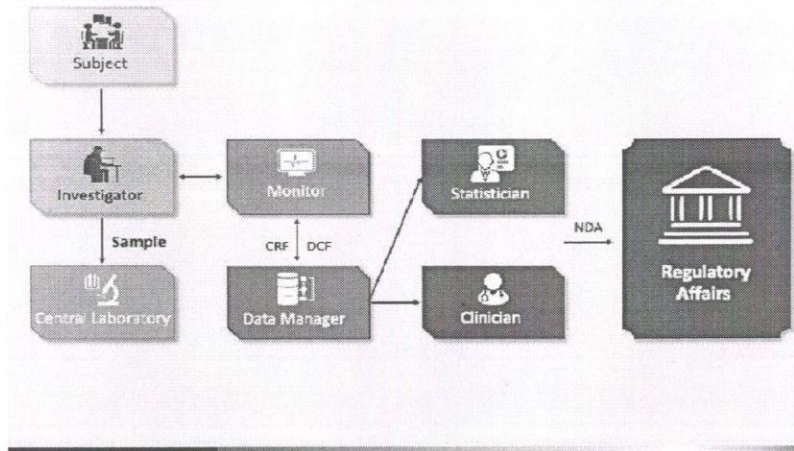 Subject
Investigator
Monitor
Statistician
Sample
CRF
DCF
NDA
Central Laboratory
Data Manager
Clinician
Regulatory
Affairs